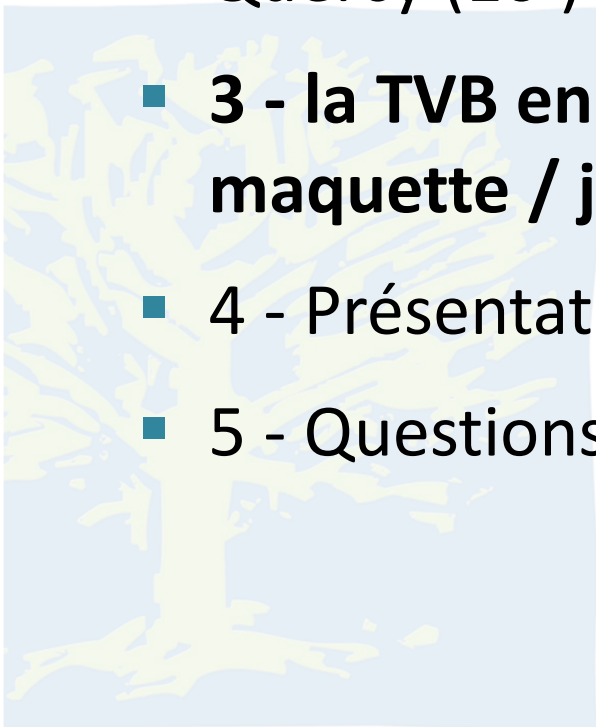 3 - la TVB en
maquette / j
4 - Présentat
5 - Questions